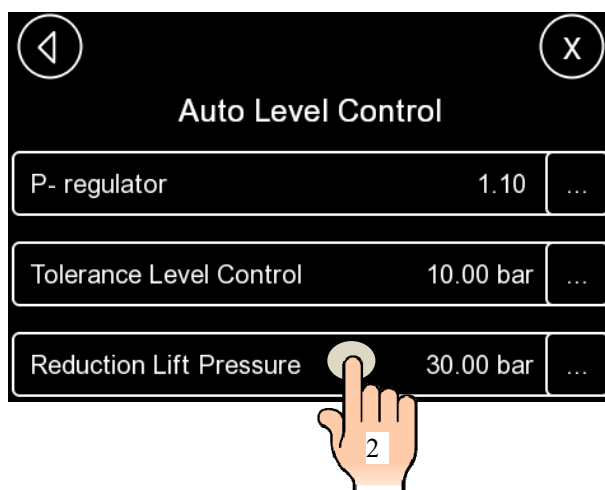 X
Auto Level Control
P- regulator 1.10 ...
Tolerance Level Control 10.00 bar ...
Reduction Lift Pressure 30.00 bar ...
2